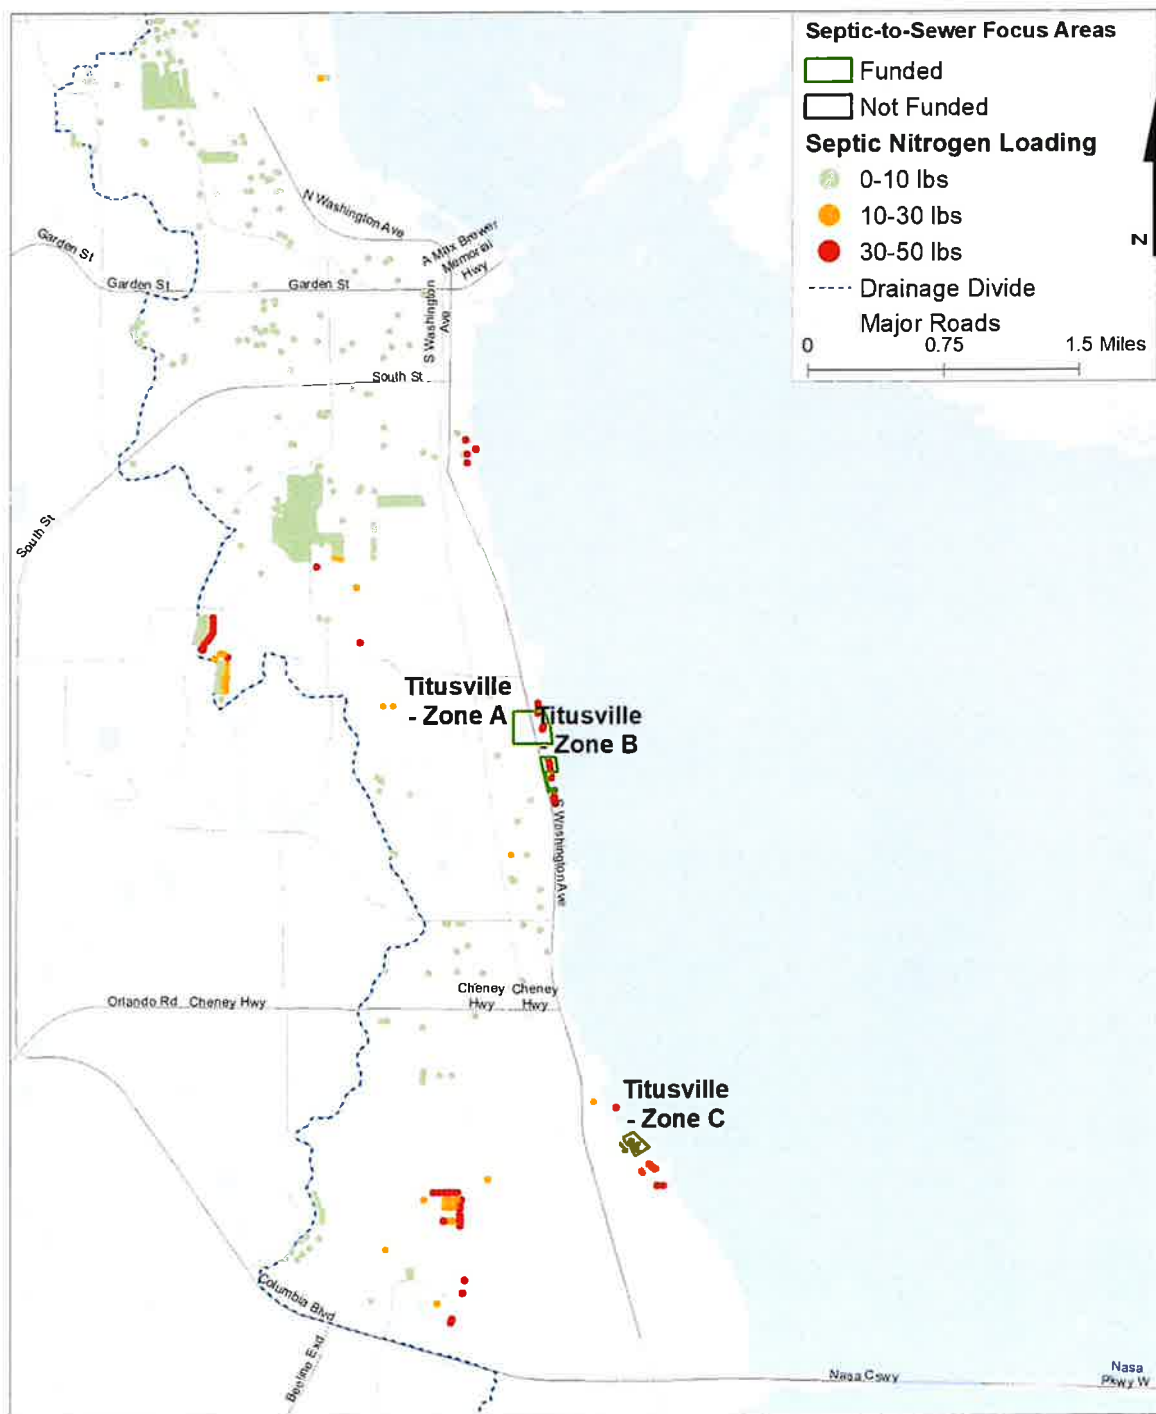 Septic-to-Sewer Focus Areas
Funded
Not Funded
Septic Nitrogen Loading
0-10 lbs
10-30 lbs
30-50 lbs
Drainage Divide
Major Roads
0
0.75
1.5 Miles
Z
N Washington Ave
A Max Brewer
Memorial
Hwy
Garden St
Garden St
Garden St
S Washington
Ave
South St
South St
Titusville
- Zone A
Titusville
- Zone B
S Washington Ave
Cheney
Hwy
Cheney
Hwy
Orlando Rd
Cheney Hwy
Titusville
- Zone C
Columbia Blvd
Beeline Exd
Nasa Cswy
Nasa
Pkwy W